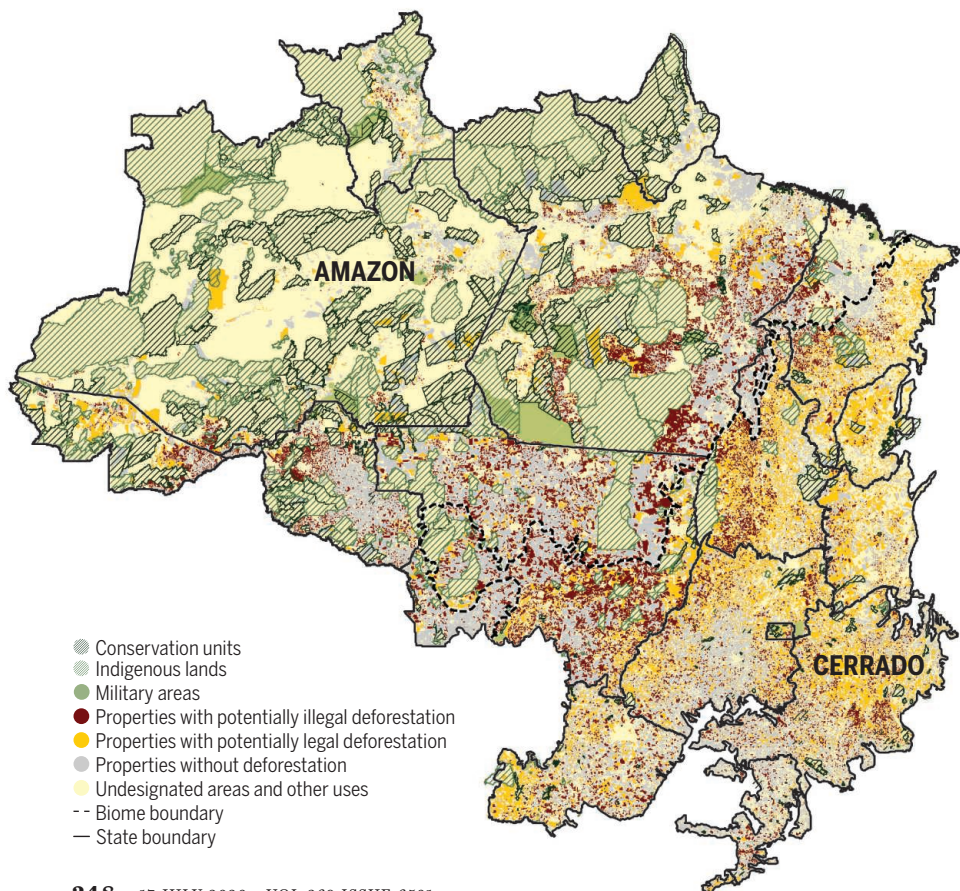 AMAZON
CERRADO
Conservation units
Indigenous lands
Military areas
Properties with potentially illegal deforestation
Properties with potentially legal deforestation
Properties without deforestation
Undesignated areas and other uses
Biome boundary
State boundary